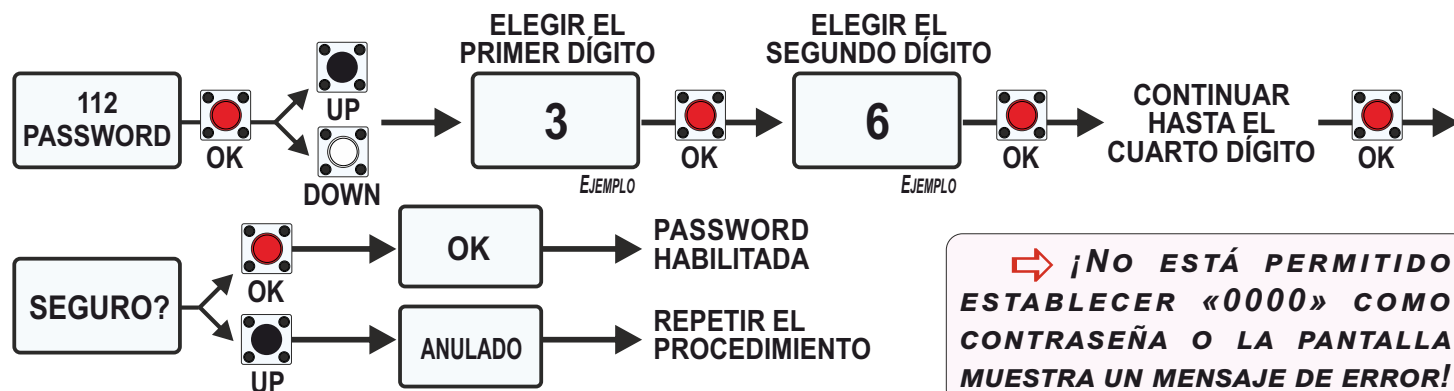 ELEGIR EL
PRIMER DÍGITO
ELEGIR EL
SEGUNDO DÍGITO
112
PASSWORD
OK
UP
DOWN
3
EJEMPLO
OK
6
EJEMPLO
OK
CONTINUAR
HASTA EL
CUARTO DÍGITO
OK
SEGURO?
OK
UP
OK
PASSWORD
HABILITADA
ANULADO
REPETIR EL
PROCEDIMIENTO
¡NO ESTÁ PERMITIDO
ESTABLECER «0000» COMO
CONTRASEÑA O LA PANTALLA
MUESTRA UN MENSAJE DE ERROR!